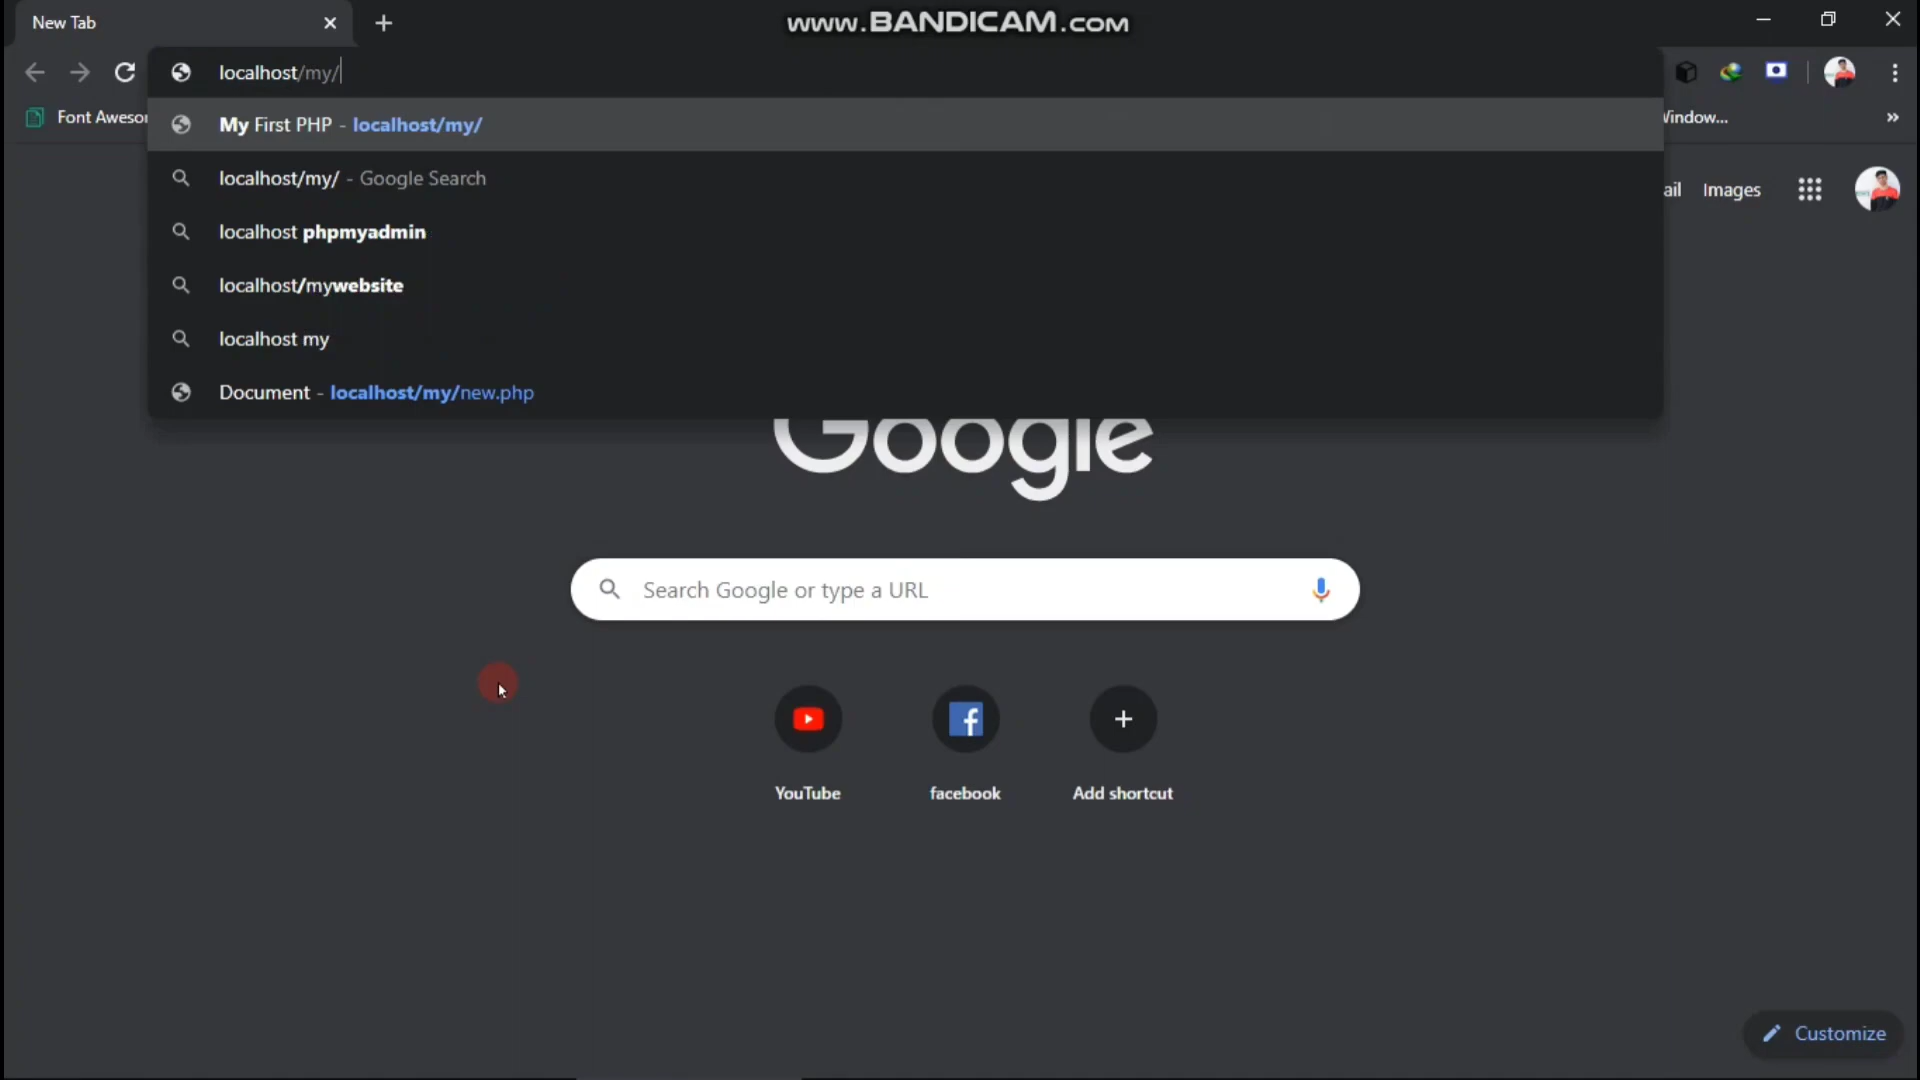 New Tab
www.BANDICAM.com
localhost/my/
Font Aweso
My First PHP - localhost/my/
indow...
»
localhost/my/ - Google Search
ail
Images
localhost phpmyadmin
localhost/mywebsite
localhost my
Document - localhost/my/new.php
Google
Search Google or type a URL
YouTube
facebook
Add shortcut
Customize